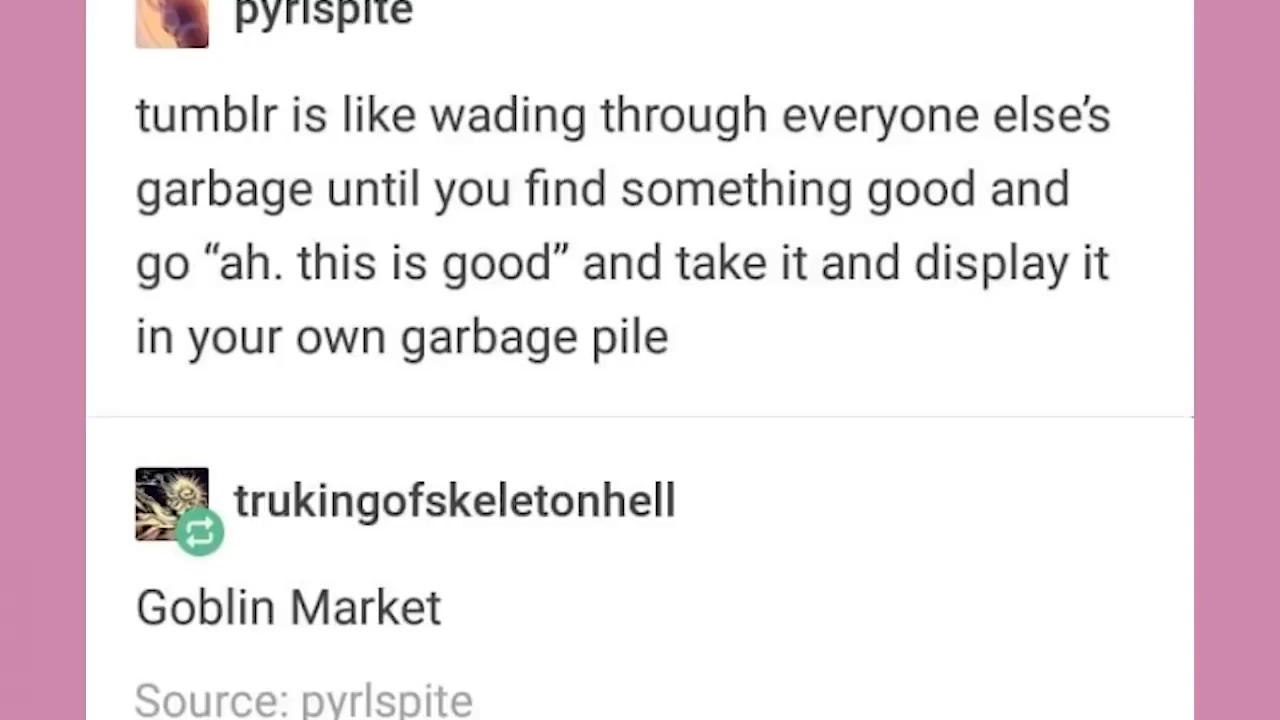 pyrlspite
tumblr is like wading through everyone else’s
garbage until you find something good and
go “ah. this is good” and take it and display it
in your own garbage pile
trukingofskeletonhell
Goblin Market
Source: pyrlspite